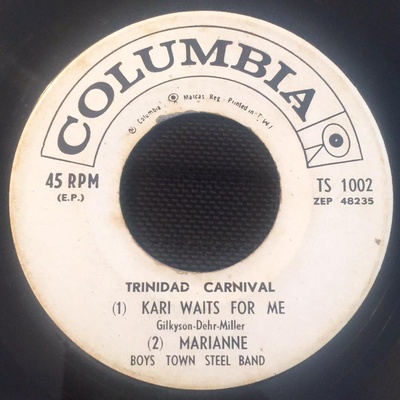 COLUMBIA
"Columbia" Marcas Reg Printed in T.W.I
45 RPM
(E.P.)
TS 1002
ZEP 48235
TRINIDAD CARNIVAL
(1) KARI WAITS FOR ME
Gilkyson-Dehr-Miller
(2) MARIANNE
BOYS TOWN STEEL BAND